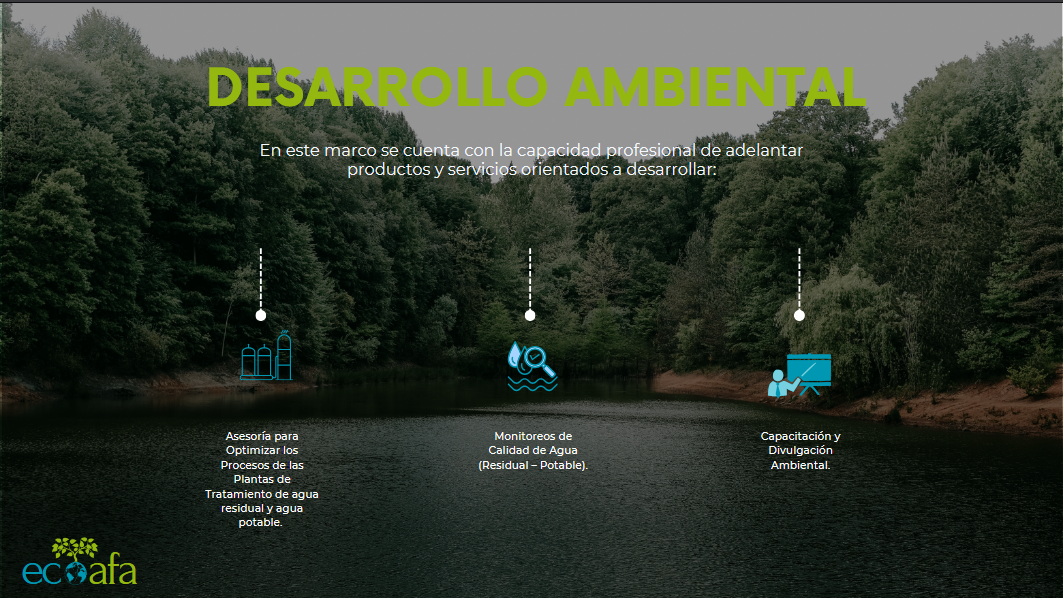 DESARROLLO AMBIENTAL
En este marco se cuenta con la capacidad profesional de adelantar
productos y servicios orientados a desarrollar:
Asesoría para
Optimizar los
Procesos de las
Plantas de
Tratamiento de agua
residual y agua
potable.
Monitoreos de
Calidad de Agua
(Residual – Potable).
Capacitación y
Divulgación
Ambiental.
ecoafa